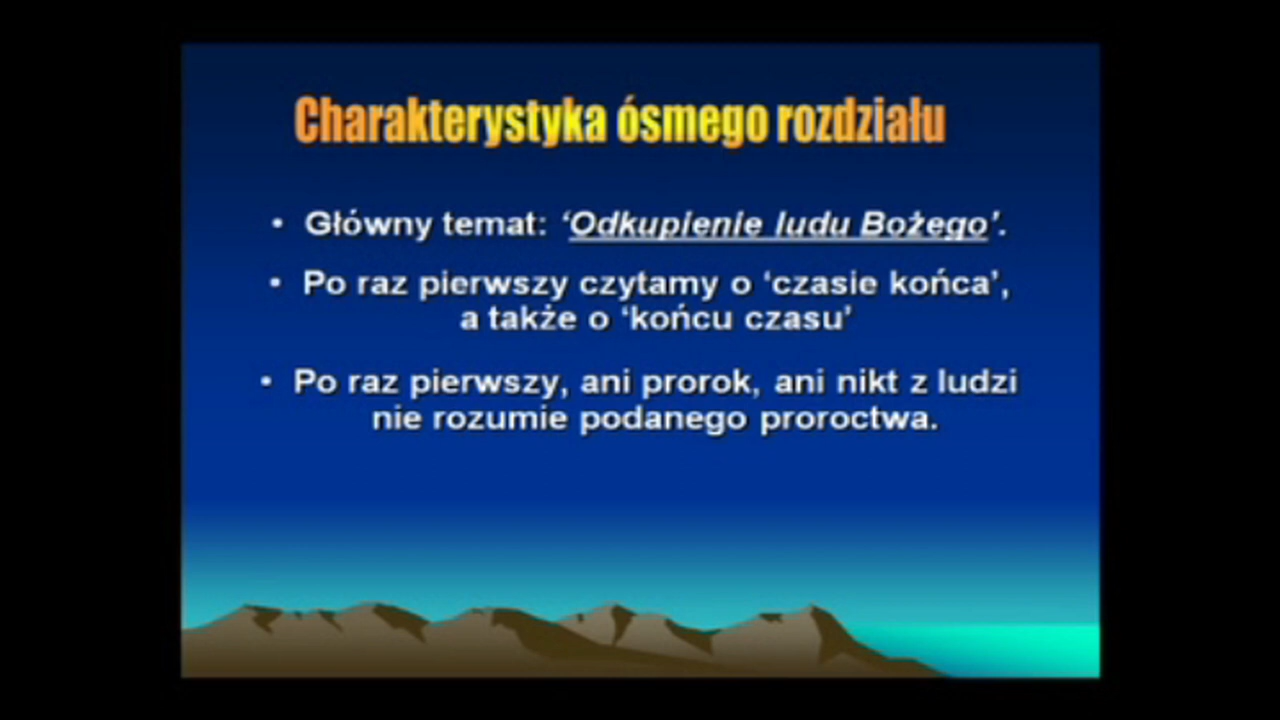 Charakterystyka ósmego rozdziału
• Główny temat: ‘Odkupienie ludu Bożego’.
• Po raz pierwszy czytamy o ‘czasie końca’,
a także o ‘końcu czasu’
• Po raz pierwszy, ani prorok, ani nikt z ludzi
nie rozumie podanego proroctwa.